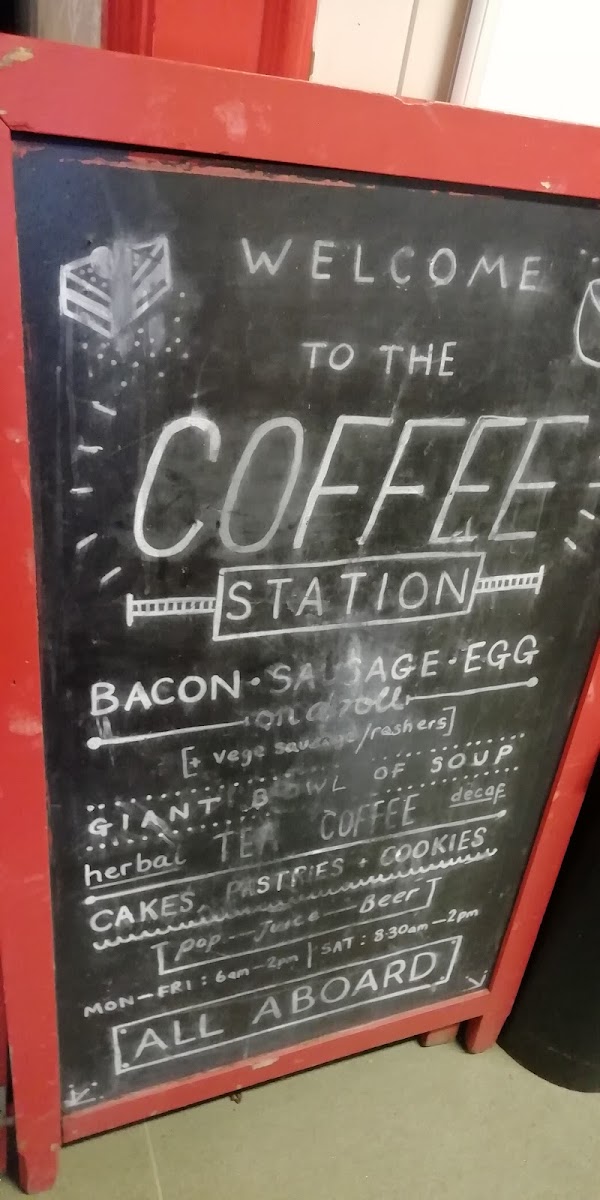 WELCOME
TO THE
COFFEE
STATION
BACON · SAUSAGE · EGG
on a roll
[+ vege sausage/rashers]
GIANT BOWL OF SOUP
herbal TEA COFFEE decaf
CAKES, PASTRIES + COOKIES
[Pop — Juice — Beer]
MON—FRI: 6am—2pm | SAT: 8·30am—2pm
ALL ABOARD